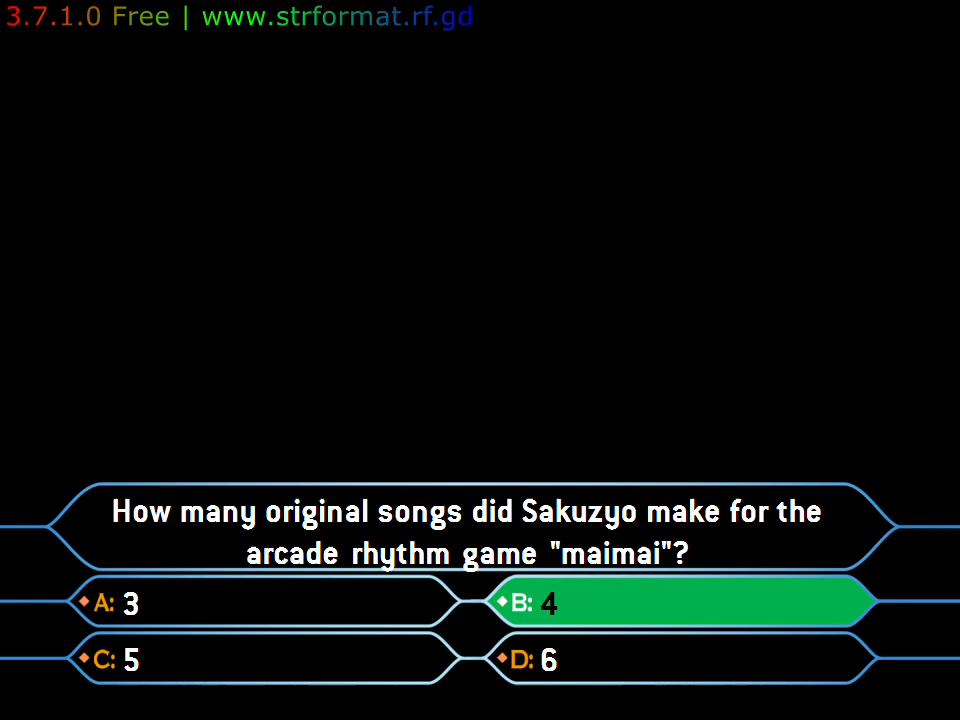 3.7.1.0 Free | www.strformat.rf.gd
How many original songs did Sakuzyo make for the
arcade rhythm game "maimai"?
A: 3
B: 4
C: 5
D: 6